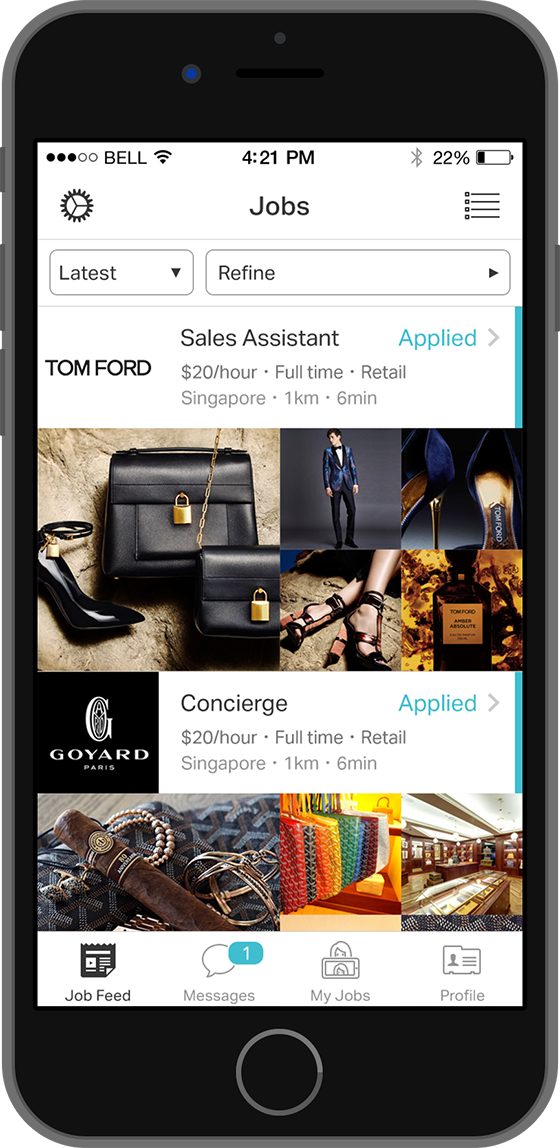 BELL 4:21 PM 22%
Jobs
Latest ▼ Refine ►
Sales Assistant Applied
TOM FORD
$20/hour · Full time · Retail
Singapore · 1km · 6min
TOM FORD
TOM FORD
AMBER
ABSOLUTE
Concierge Applied
G
GOYARD
PARIS
$20/hour · Full time · Retail
Singapore · 1km · 6min
80
1
Job Feed Messages My Jobs Profile